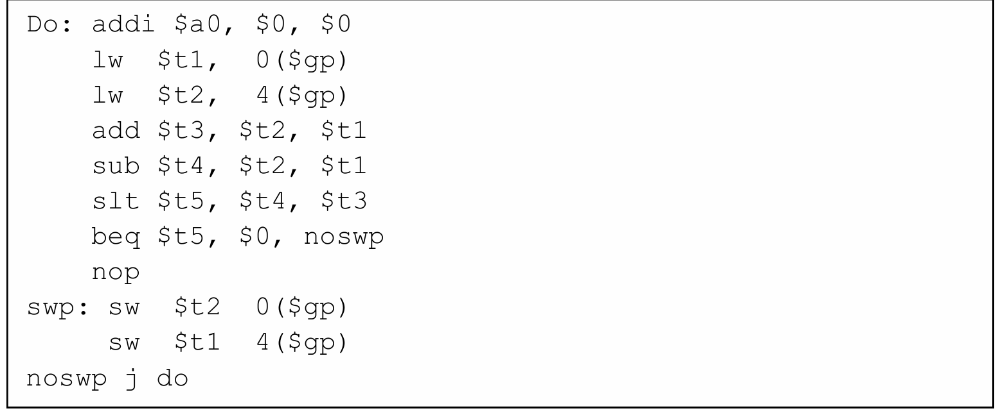 Do: addi $a0, $0, $0
lw $t1, 0($gp)
lw $t2, 4($gp)
add $t3, $t2, $t1
sub $t4, $t2, $t1
slt $t5, $t4, $t3
beq $t5, $0, noswp
nop
swp: sw $t2 0($gp)
sw $t1 4($gp)
noswp j do